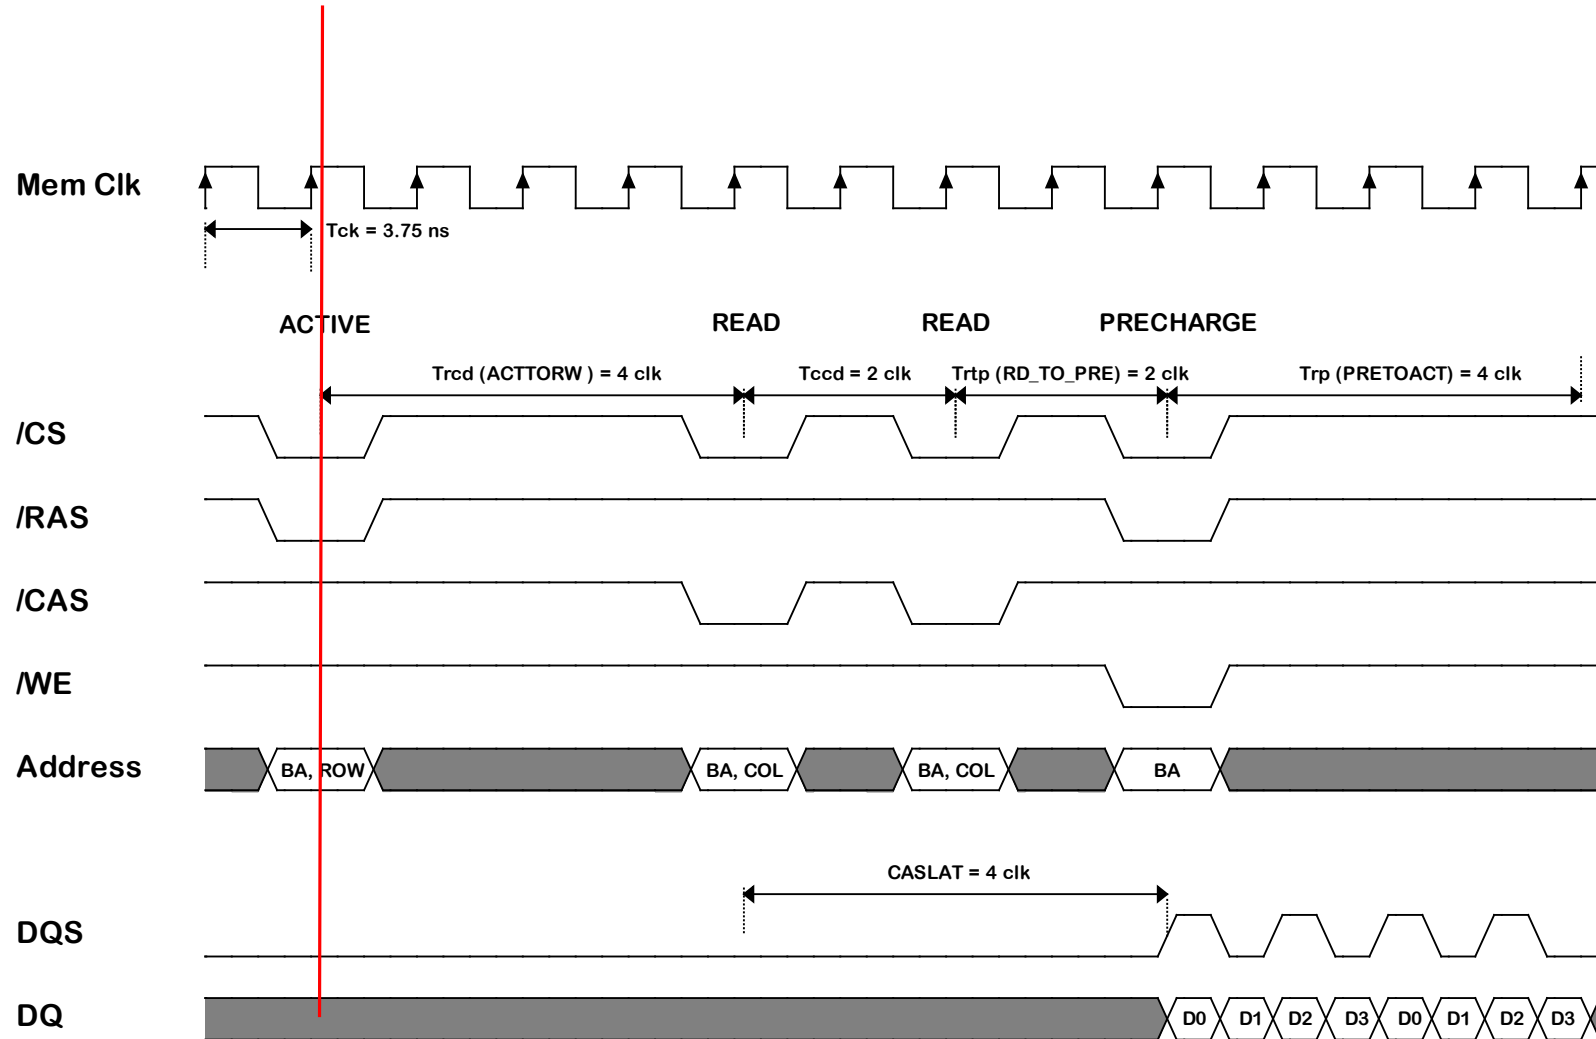 Mem Clk
Tck = 3.75 ns
ACTIVE READ READ PRECHARGE
Trcd (ACTTORW ) = 4 clk Tccd = 2 clk Trtp (RD_TO_PRE) = 2 clk Trp (PRETOACT) = 4 clk
/CS
/RAS
/CAS
/WE
Address BA, ROW BA, COL BA, COL BA
CASLAT = 4 clk
DQS
DQ D0 D1 D2 D3 D0 D1 D2 D3